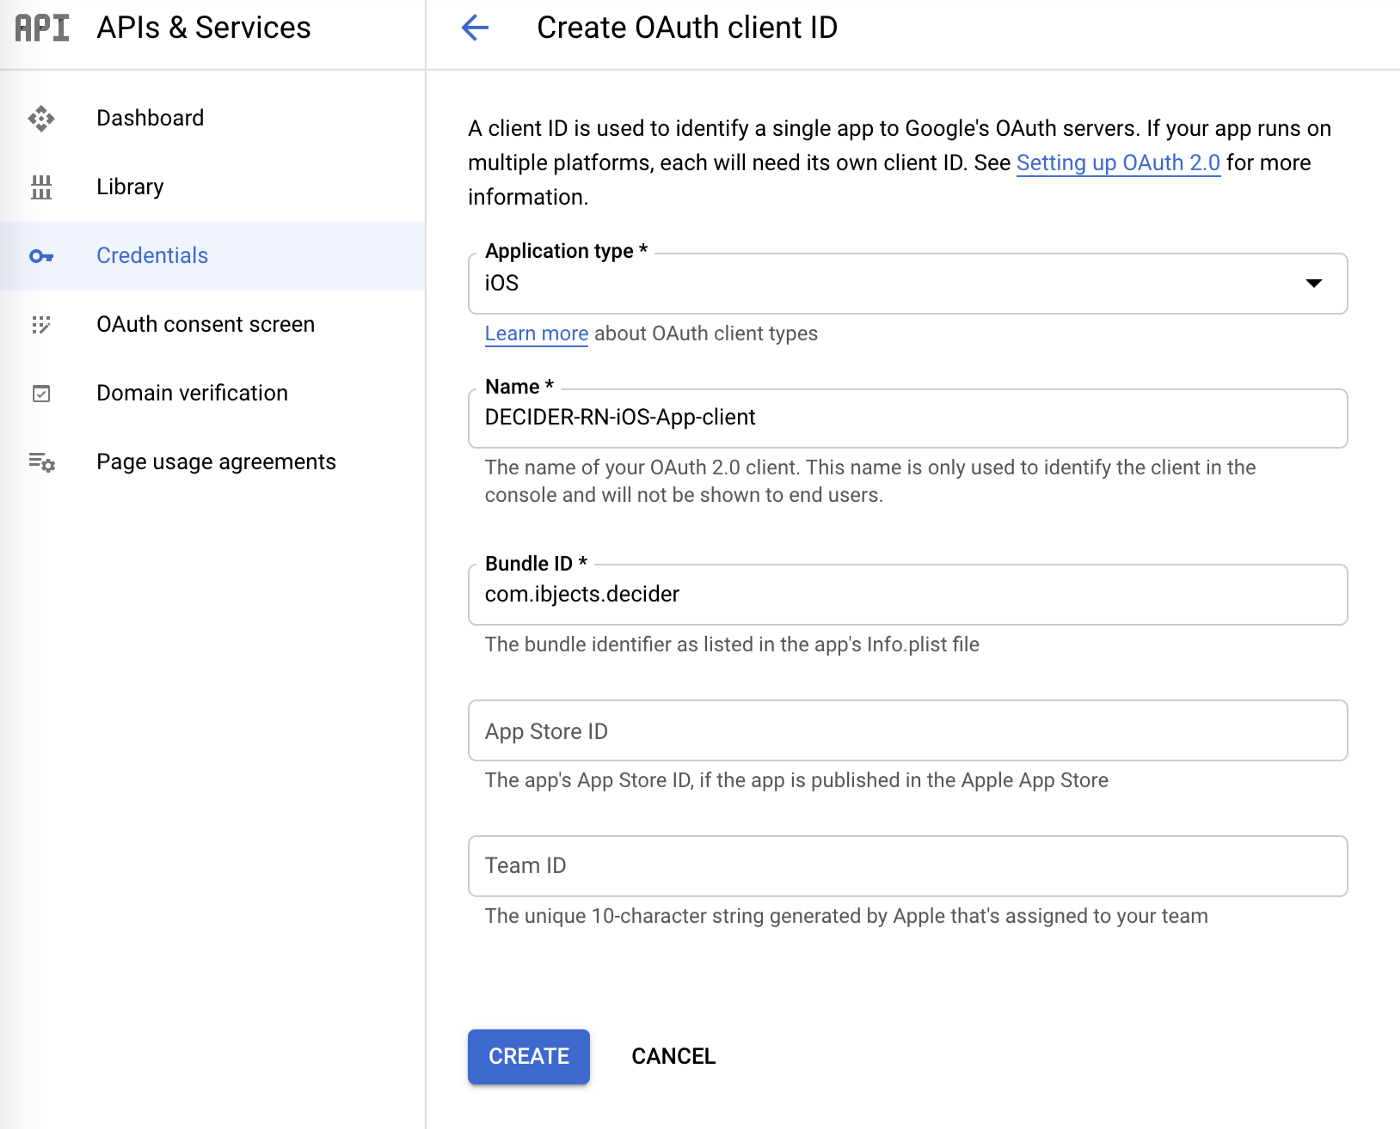 API APIs & Services
Dashboard
Library
Credentials
OAuth consent screen
Domain verification
Page usage agreements
Create OAuth client ID
A client ID is used to identify a single app to Google's OAuth servers. If your app runs on
multiple platforms, each will need its own client ID. See Setting up OAuth 2.0 for more
information.
Application type *
iOS
Learn more about OAuth client types
Name *
DECIDER-RN-iOS-App-client
The name of your OAuth 2.0 client. This name is only used to identify the client in the
console and will not be shown to end users.
Bundle ID *
com.ibjects.decider
The bundle identifier as listed in the app's Info.plist file
App Store ID
The app's App Store ID, if the app is published in the Apple App Store
Team ID
The unique 10-character string generated by Apple that's assigned to your team
CREATE CANCEL